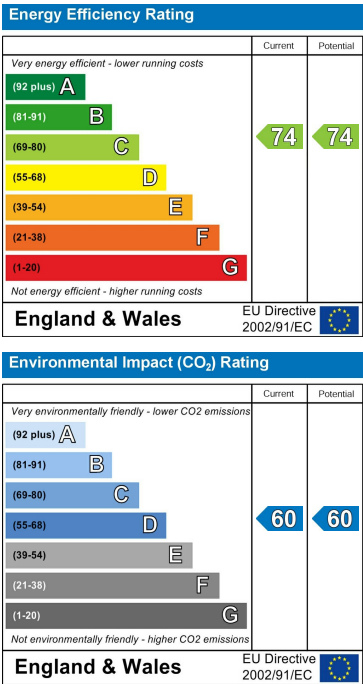 Energy Efficiency Rating
Current Potential
Very energy efficient - lower running costs
(92 plus) A
(81-91) B
(69-80) C 74 74
(55-68) D
(39-54) E
(21-38) F
(1-20) G
Not energy efficient - higher running costs
England & Wales EU Directive 2002/91/EC
Environmental Impact (CO₂) Rating
Current Potential
Very environmentally friendly - lower CO2 emissions
(92 plus) A
(81-91) B
(69-80) C
(55-68) D 60 60
(39-54) E
(21-38) F
(1-20) G
Not environmentally friendly - higher CO2 emissions
England & Wales EU Directive 2002/91/EC